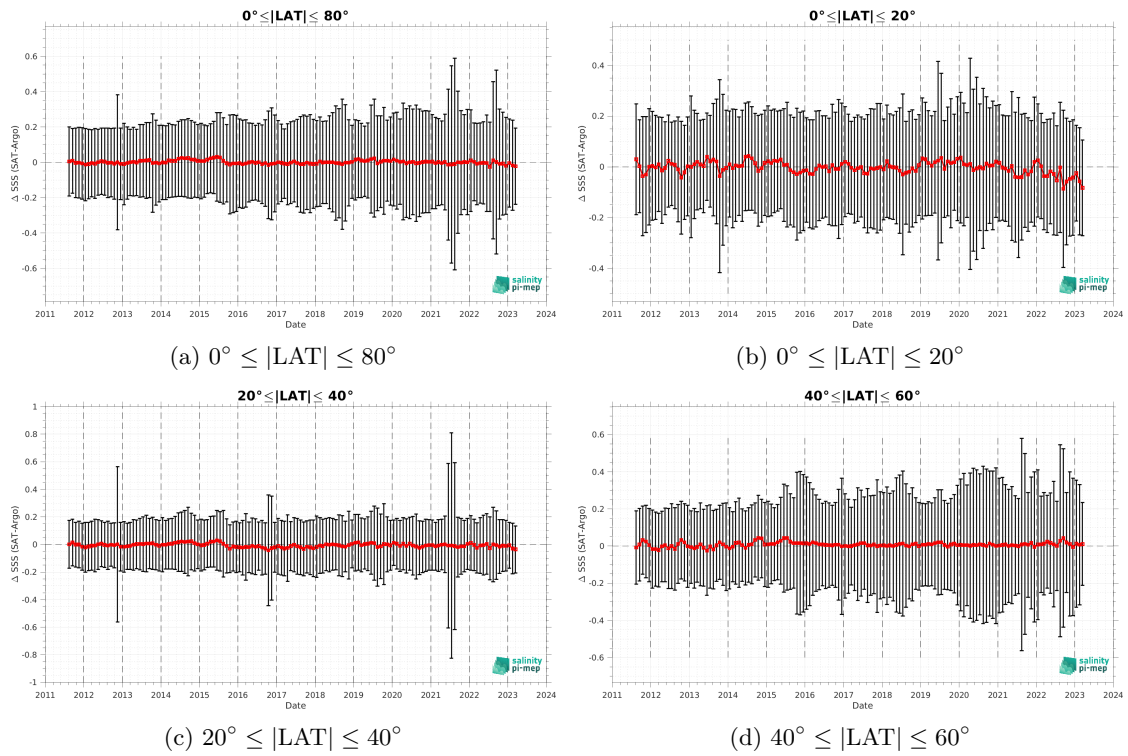 0°≤|LAT|≤ 80°
Δ SSS (SAT-Argo)
0.6
0.4
0.2
0
-0.2
-0.4
-0.6
salinity
pi-mep
2011 2012 2013 2014 2015 2016 2017 2018 2019 2020 2021 2022 2023 2024
Date
(a) 0° ≤ |LAT| ≤ 80°
0°≤|LAT|≤ 20°
Δ SSS (SAT-Argo)
0.4
0.2
0
-0.2
-0.4
salinity
pi-mep
2011 2012 2013 2014 2015 2016 2017 2018 2019 2020 2021 2022 2023 2024
Date
(b) 0° ≤ |LAT| ≤ 20°
20°≤|LAT|≤ 40°
Δ SSS (SAT-Argo)
1
0.8
0.6
0.4
0.2
0
-0.2
-0.4
-0.6
-0.8
-1
salinity
pi-mep
2011 2012 2013 2014 2015 2016 2017 2018 2019 2020 2021 2022 2023 2024
Date
(c) 20° ≤ |LAT| ≤ 40°
40°≤|LAT|≤ 60°
Δ SSS (SAT-Argo)
0.6
0.4
0.2
0
-0.2
-0.4
-0.6
salinity
pi-mep
2011 2012 2013 2014 2015 2016 2017 2018 2019 2020 2021 2022 2023 2024
Date
(d) 40° ≤ |LAT| ≤ 60°